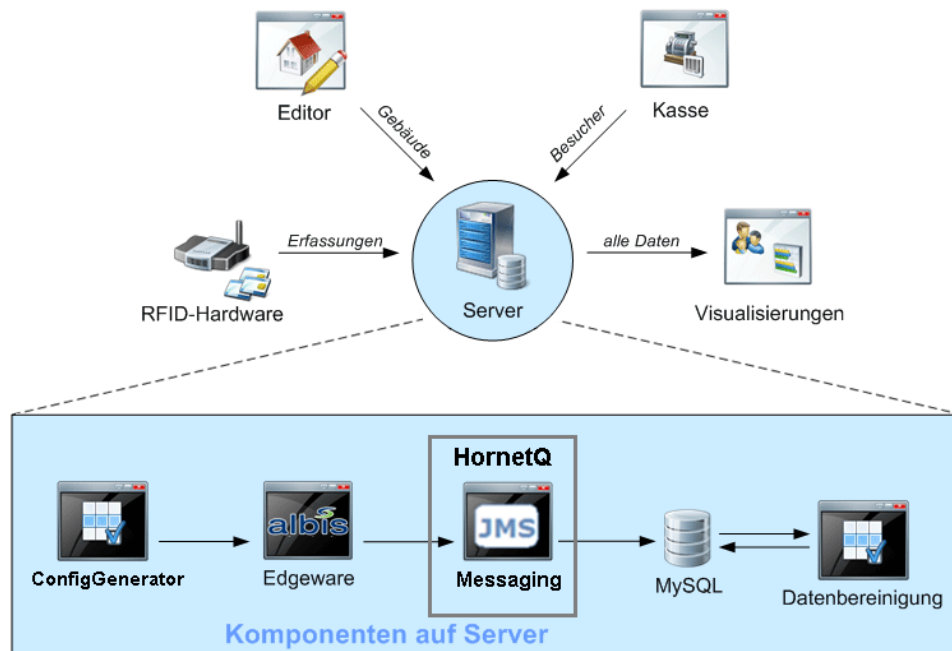 Editor
Kasse
Gebäude
Besucher
Erfassungen
alle Daten
RFID-Hardware
Server
Visualisierungen
HornetQ
albis
JMS
ConfigGenerator
Edgeware
Messaging
MySQL
Datenbereinigung
Komponenten auf Server